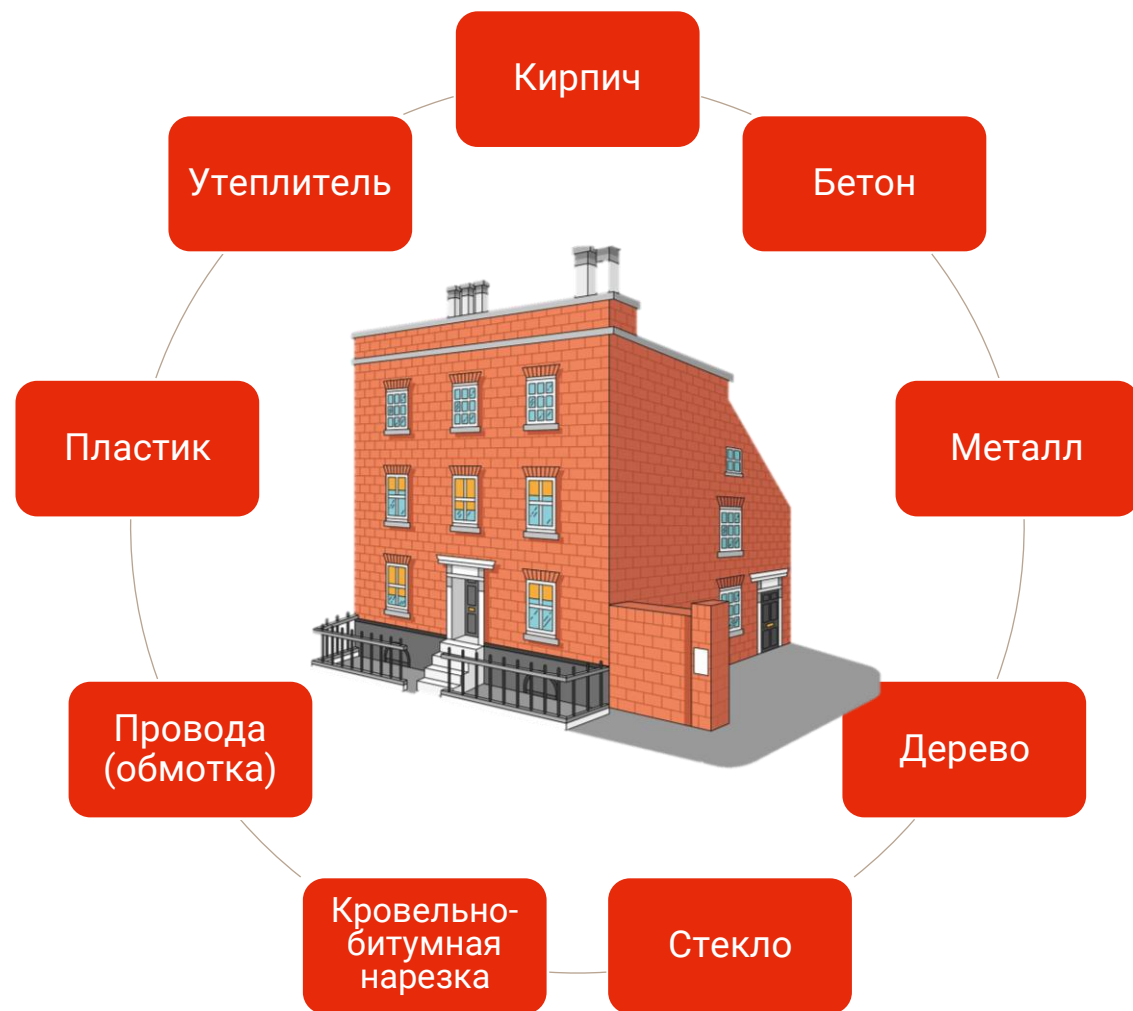 Кирпич
Бетон
Металл
Дерево
Стекло
Кровельно-
битумная
нарезка
Провода
(обмотка)
Пластик
Утеплитель